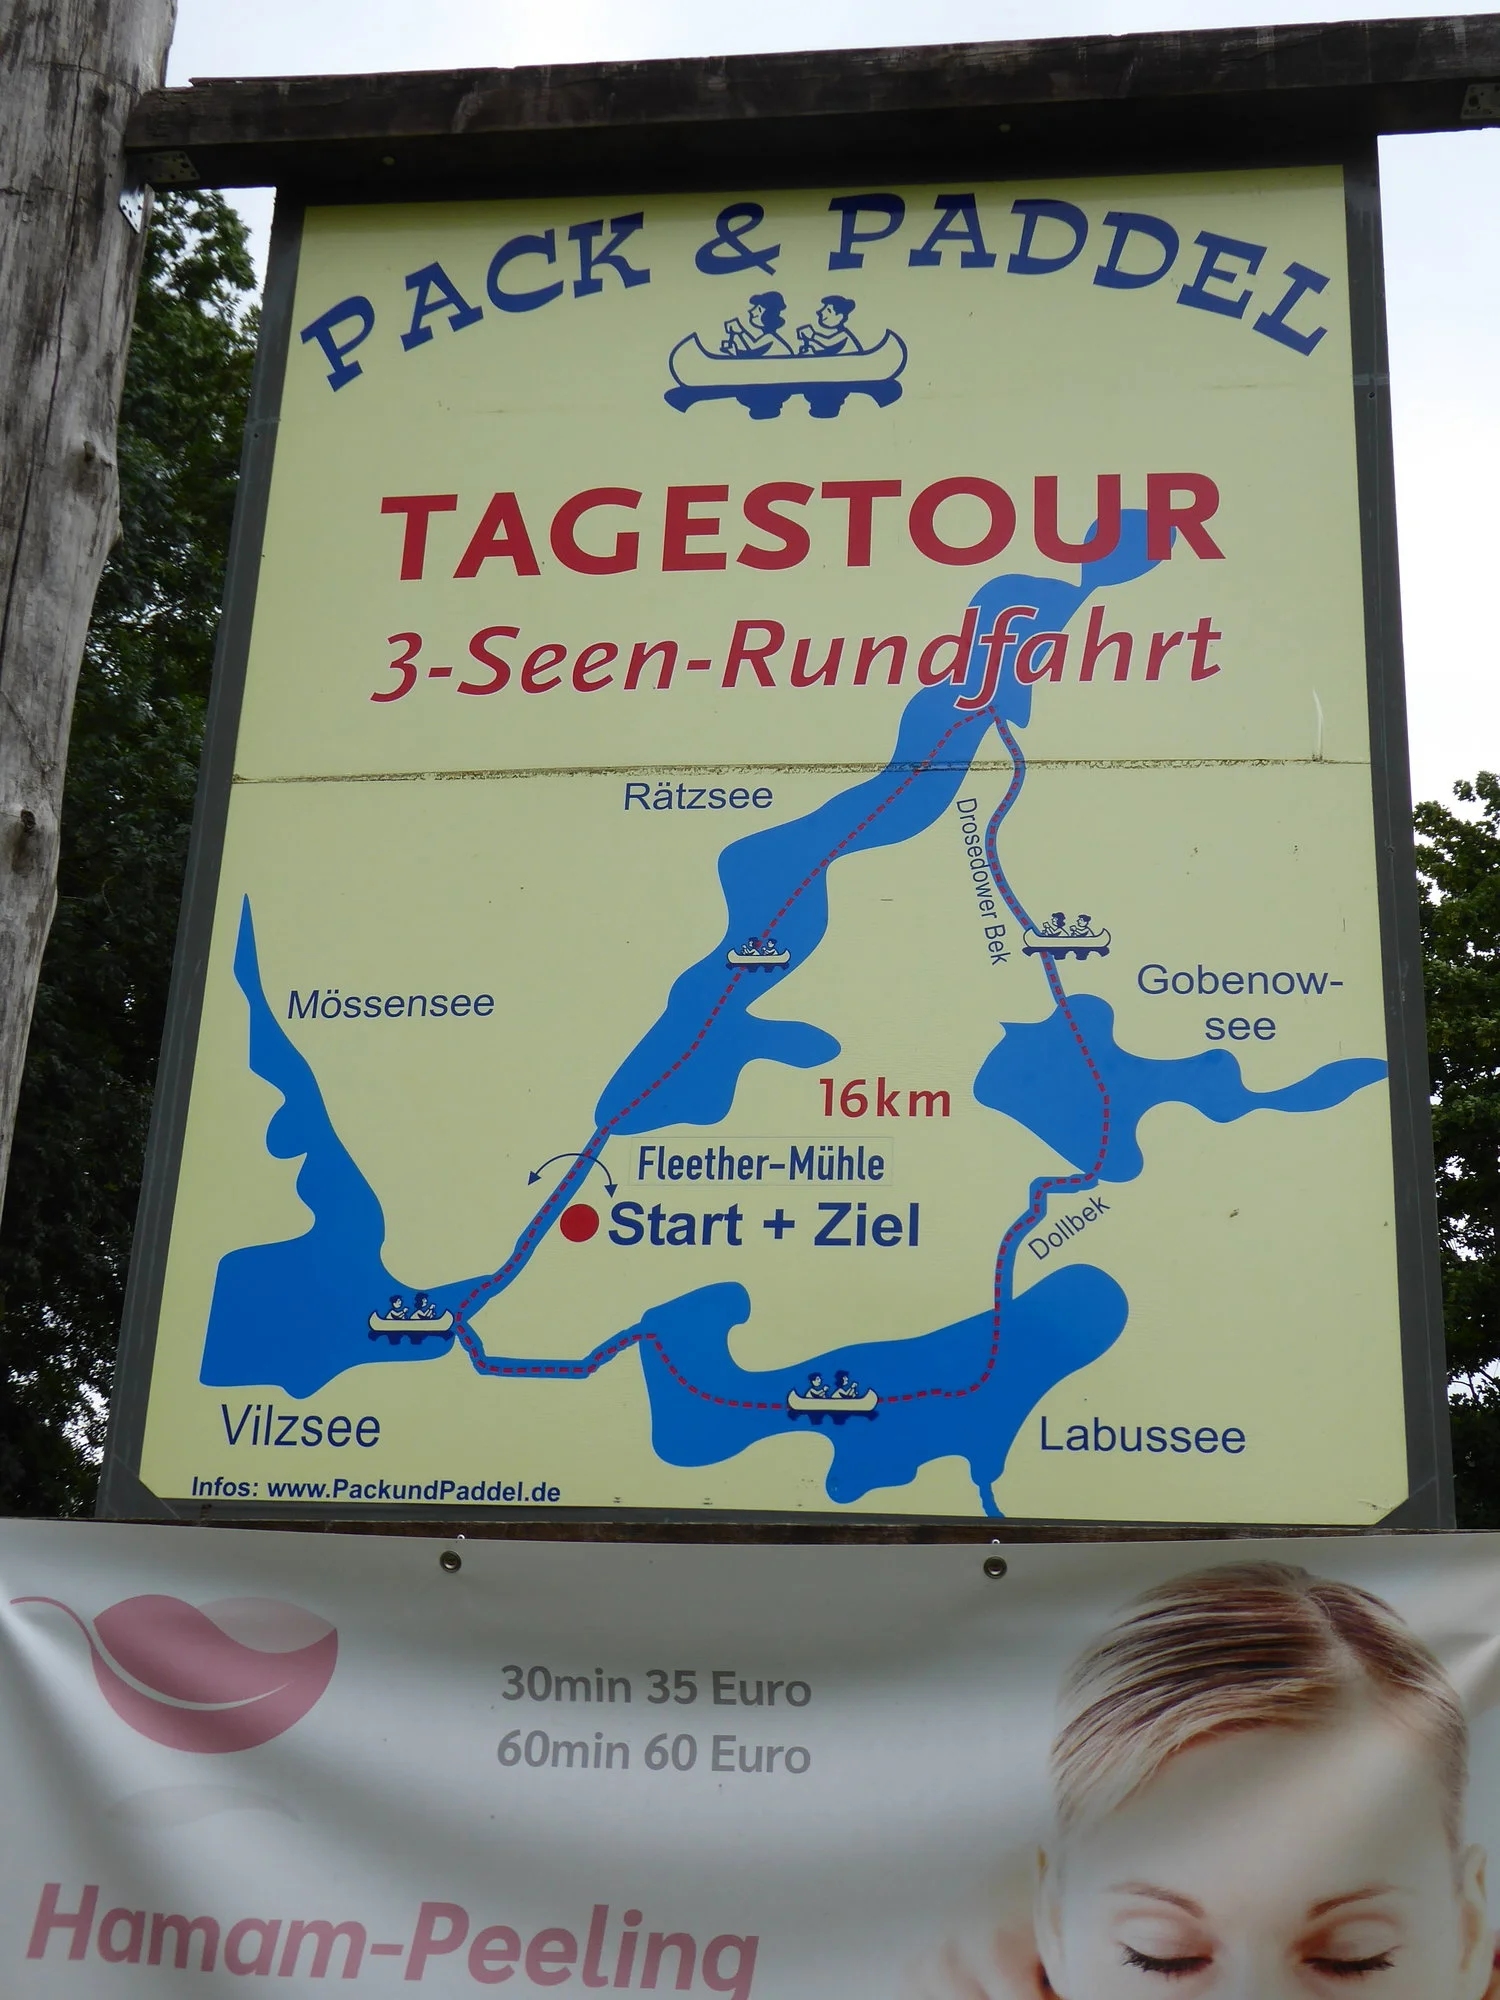 PACK & PADDEL
TAGESTOUR
3-Seen-Rundfahrt
Rätzsee
Drosedower Bek
Mössensee
Gobenow-
see
16km
Fleether-Mühle
Start + Ziel
Dollbek
Vilzsee
Labussee
Infos: www.PackundPaddel.de
30min 35 Euro
60min 60 Euro
Hamam-Peeling